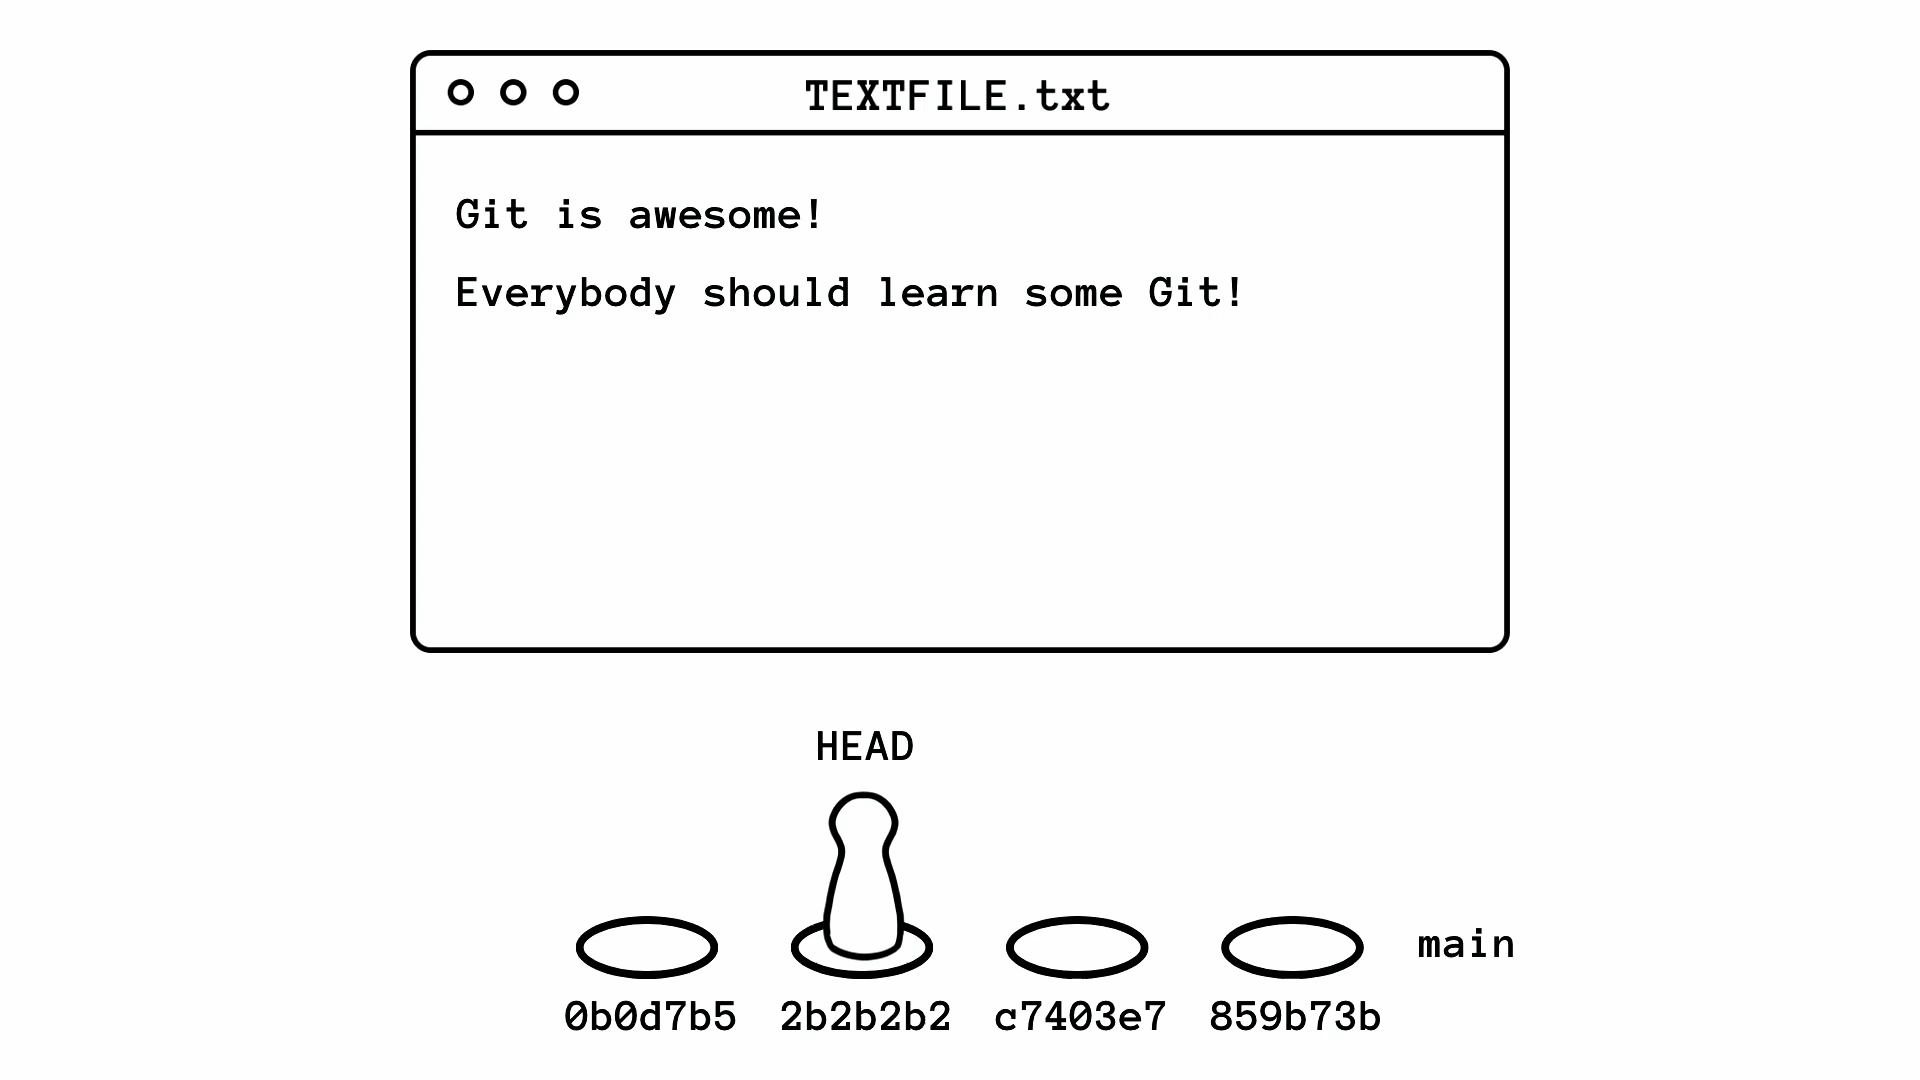 TEXTFILE.txt
Git is awesome!
Everybody should learn some Git!
HEAD
main
0b0d7b5 2b2b2b2 c7403e7 859b73b